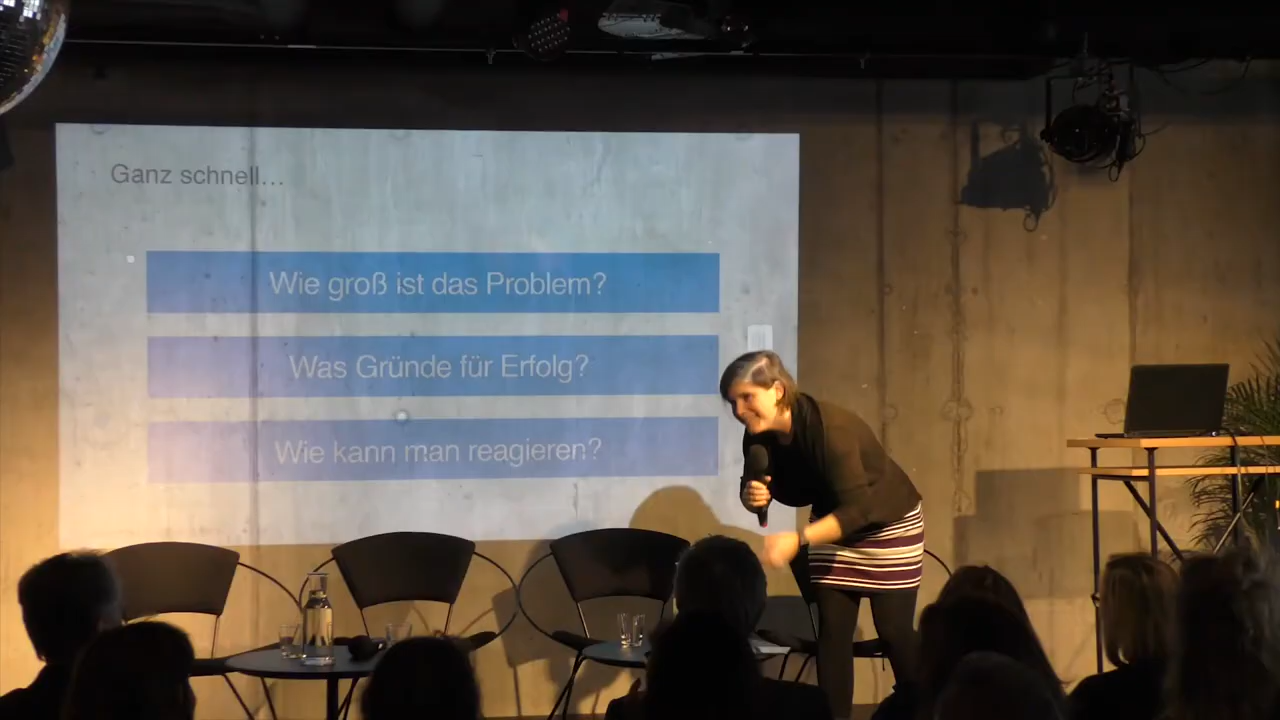 Ganz schnell...
Wie groß ist das Problem?
Was Gründe für Erfolg?
Wie kann man reagieren?